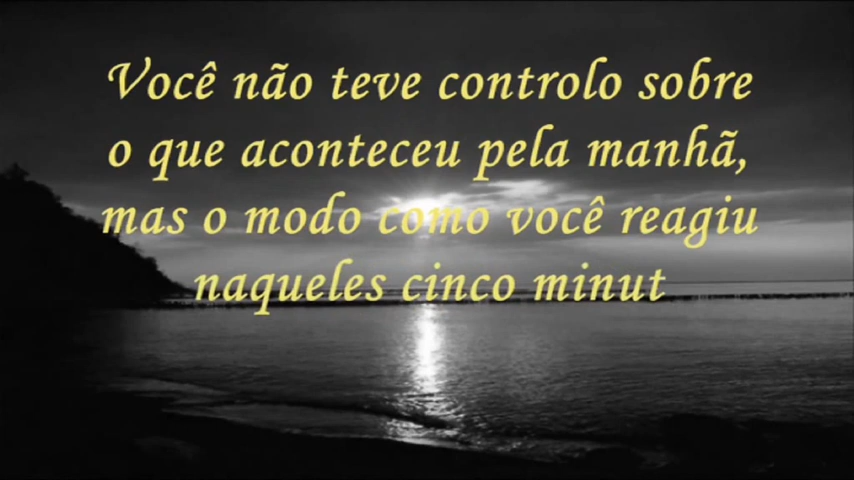 Você não teve controlo sobre
o que aconteceu pela manhã,
mas o modo como você reagiu
naqueles cinco minut